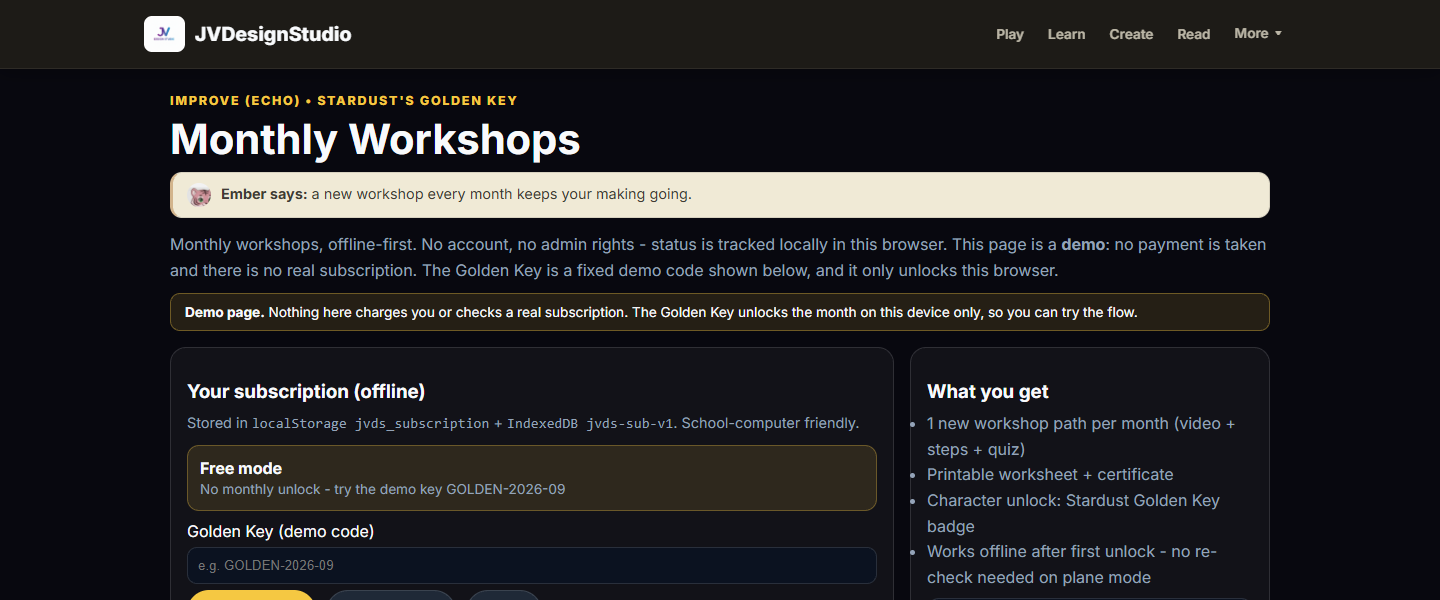 JVDesignStudio
Play Learn Create Read More
IMPROVE (ECHO) • STARDUST'S GOLDEN KEY
Monthly Workshops
Ember says: a new workshop every month keeps your making going.
Monthly workshops, offline-first. No account, no admin rights - status is tracked locally in this browser. This page is a demo: no payment is taken
and there is no real subscription. The Golden Key is a fixed demo code shown below, and it only unlocks this browser.
Demo page. Nothing here charges you or checks a real subscription. The Golden Key unlocks the month on this device only, so you can try the flow.
Your subscription (offline)
Stored in localStorage jvds_subscription + IndexedDB jvds-sub-v1. School-computer friendly.
Free mode
No monthly unlock - try the demo key GOLDEN-2026-09
Golden Key (demo code)
e.g. GOLDEN-2026-09
What you get
• 1 new workshop path per month (video +
steps + quiz)
• Printable worksheet + certificate
• Character unlock: Stardust Golden Key
badge
• Works offline after first unlock - no re-
check needed on plane mode